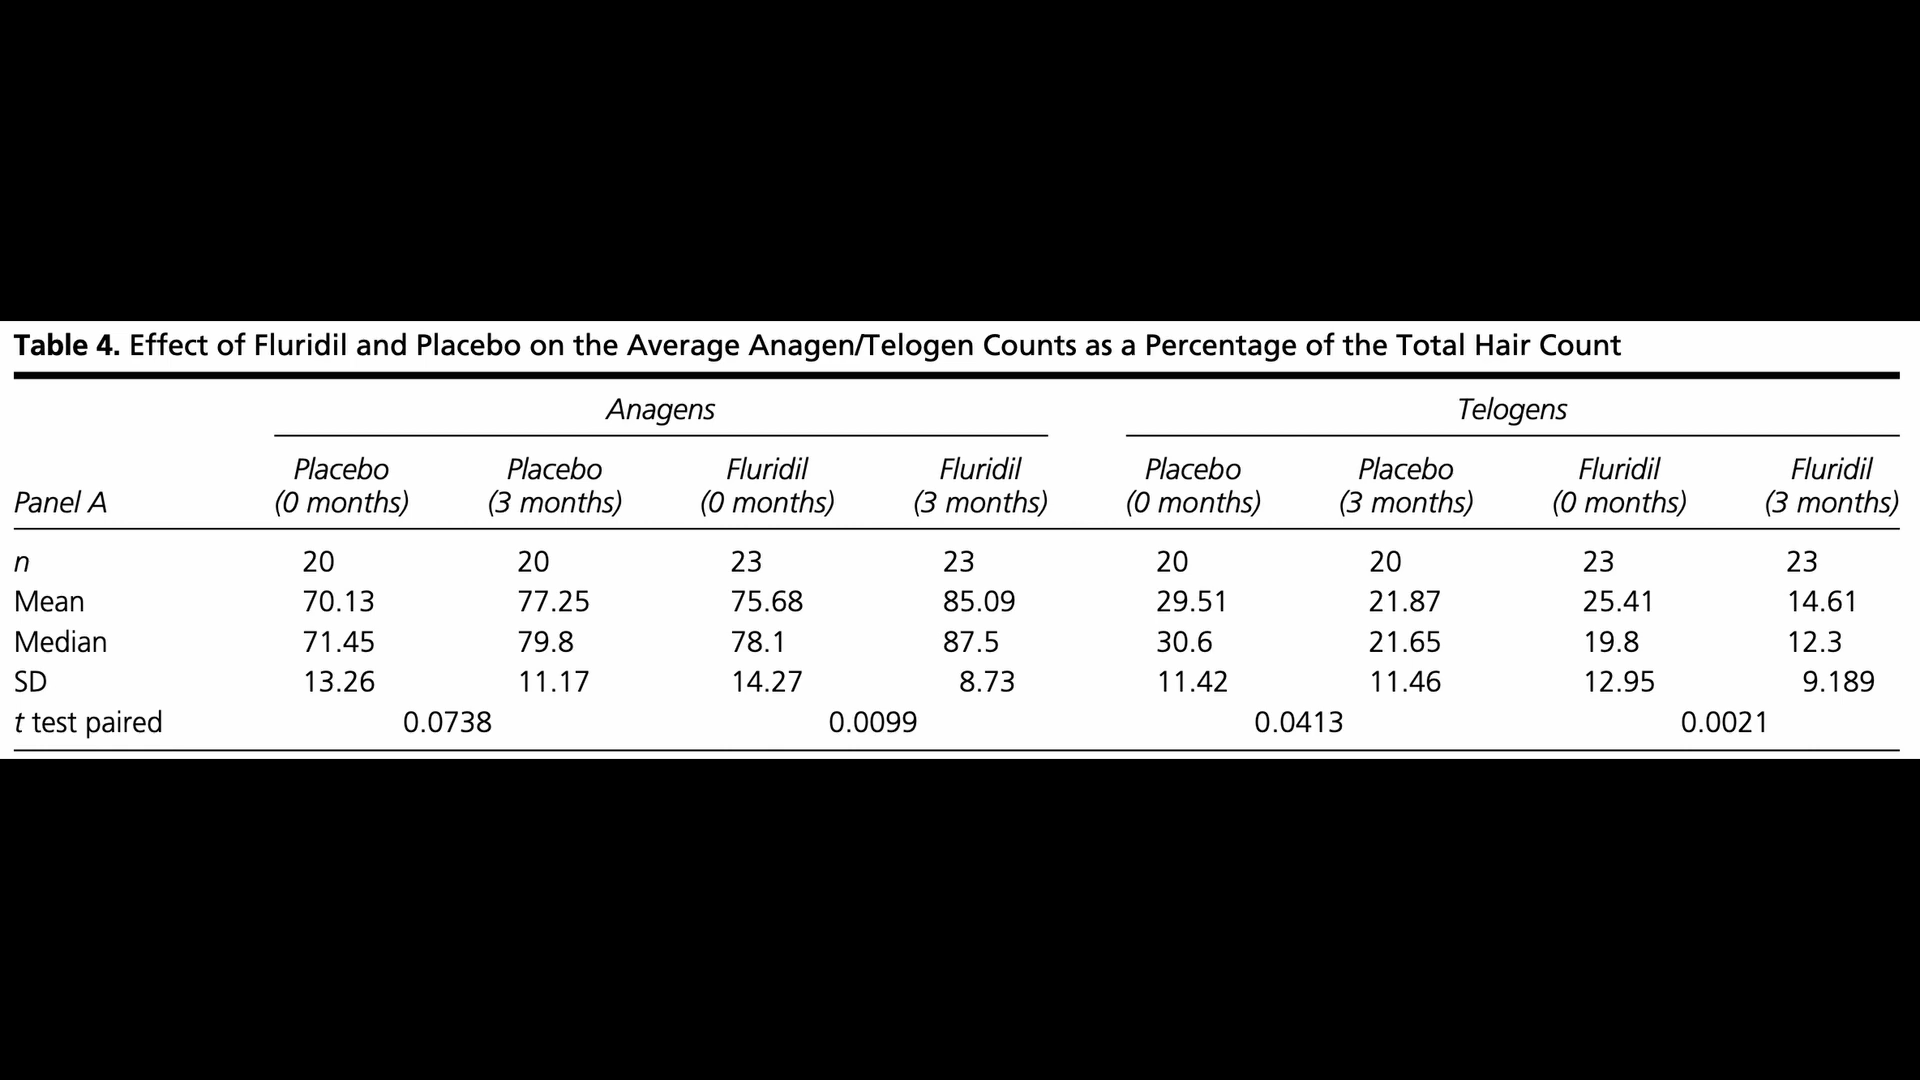 Table 4. Effect of Fluridil and Placebo on the Average Anagen/Telogen Counts as a Percentage of the Total Hair Count
Anagens Telogens
Placebo Placebo Fluridil Fluridil Placebo Placebo Fluridil Fluridil
Panel A (0 months) (3 months) (0 months) (3 months) (0 months) (3 months) (0 months) (3 months)
n 20 20 23 23 20 20 23 23
Mean 70.13 77.25 75.68 85.09 29.51 21.87 25.41 14.61
Median 71.45 79.8 78.1 87.5 30.6 21.65 19.8 12.3
SD 13.26 11.17 14.27 8.73 11.42 11.46 12.95 9.189
t test paired 0.0738 0.0099 0.0413 0.0021